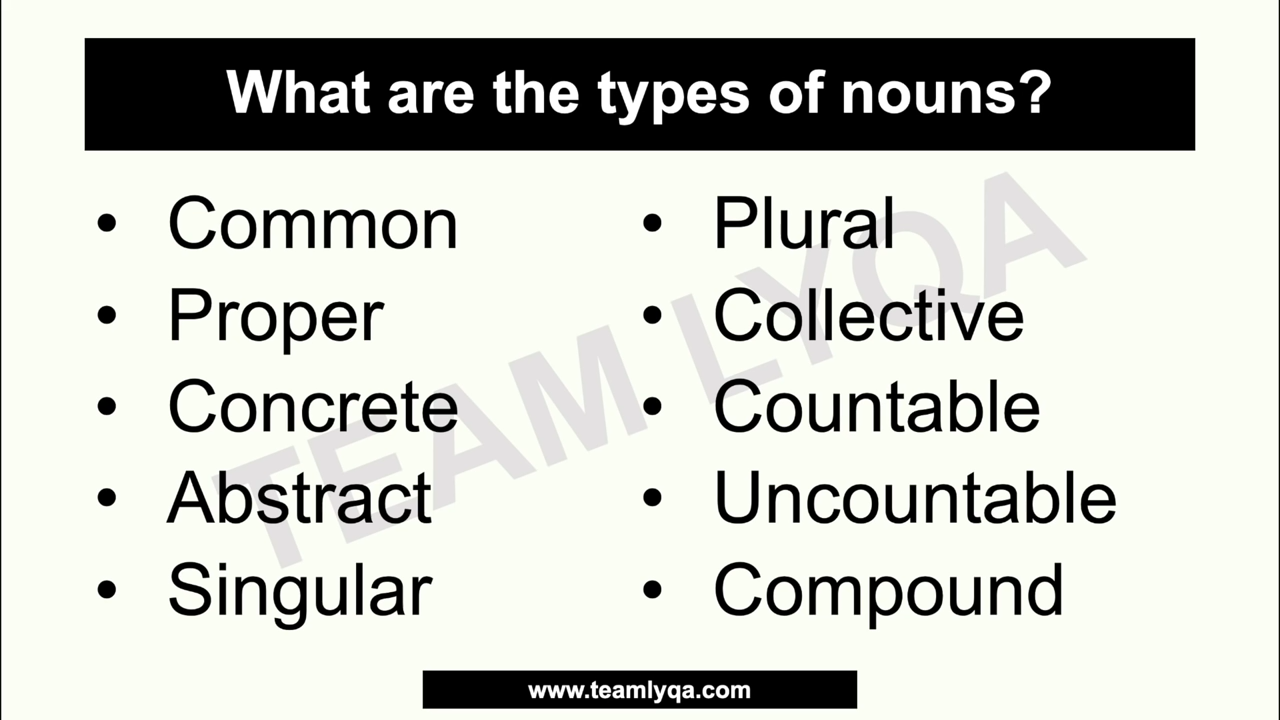 What are the types of nouns?
• Common
• Proper
• Concrete
• Abstract
• Singular
• Plural
• Collective
• Countable
• Uncountable
• Compound
TEAM LYQA
www.teamlyqa.com